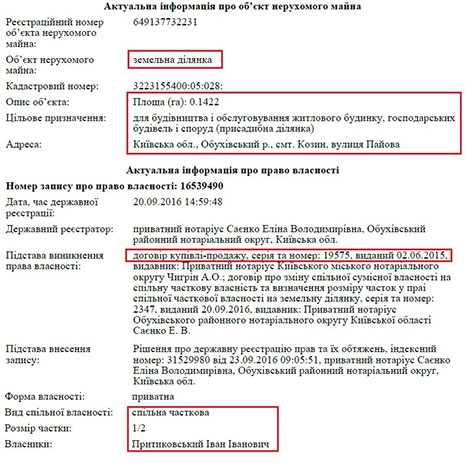 Актуальна інформація про об’єкт нерухомого майна
Реєстраційний номер 649137732231
об’єкта нерухомого
майна:
Об’єкт нерухомого земельна ділянка
майна:
Кадастровий номер: 3223155400:05:028:
Опис об’єкта: Площа (га): 0.1422
Цільове призначення: для будівництва і обслуговування житлового будинку, господарських
будівель і споруд (присадибна ділянка)
Адреса: Київська обл., Обухівський р., смт. Козин, вулиця Пайова
Актуальна інформація про право власності
Номер запису про право власності: 16539490
Дата, час державної 20.09.2016 14:59:48
реєстрації:
Державний реєстратор: приватний нотаріус Саєнко Еліна Володимирівна, Обухівський
районний нотаріальний округ, Київська обл.
Підстава виникнення договір купівлі-продажу, серія та номер: 19575, виданий 02.06.2015,
права власності: видавник: Приватний нотаріус Київського міського нотаріального
округу Чигрін А.О.; договір про зміну спільної сумісної власності на
спільну часткову власність та визначення розміру часток у праі
спільної часткової власності на земельну ділянку, серія та номер:
2347, виданий 20.09.2016, видавник: Приватний нотаріус
Обухівського районного нотаріального округу Київської області
Саєнко Е. В.
Підстава внесення Рішення про державну реєстрацію прав та їх обтяжень, індексний
запису: номер: 31529980 від 23.09.2016 09:05:51, приватний нотаріус Саєнко
Еліна Володимирівна, Обухівський районний нотаріальний округ,
Київська обл.
Форма власності: приватна
Вид спільної власності: спільна часткова
Розмір частки: 1/2
Власники: Притиковський Іван Іванович